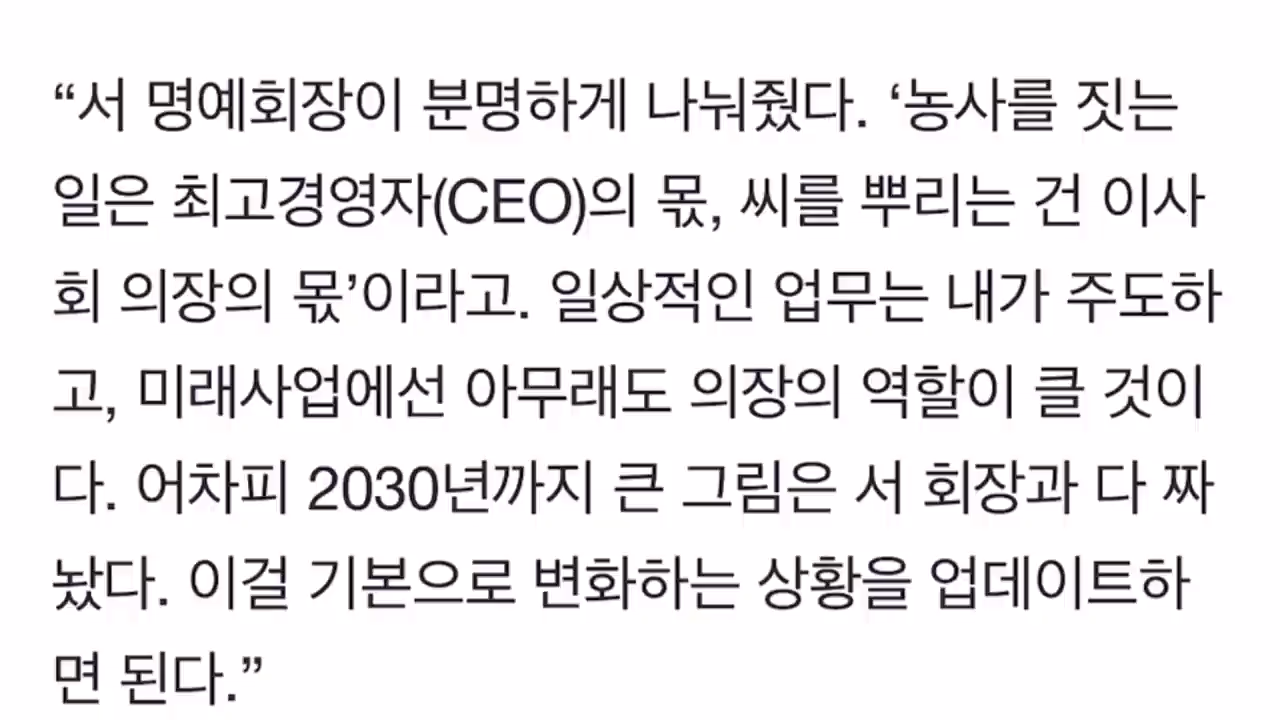 “서 명예회장이 분명하게 나눠줬다. ‘농사를 짓는
일은 최고경영자(CEO)의 몫, 씨를 뿌리는 건 이사
회 의장의 몫’이라고. 일상적인 업무는 내가 주도하
고, 미래사업에선 아무래도 의장의 역할이 클 것이
다. 어차피 2030년까지 큰 그림은 서 회장과 다 짜
놨다. 이걸 기본으로 변화하는 상황을 업데이트하
면 된다.”